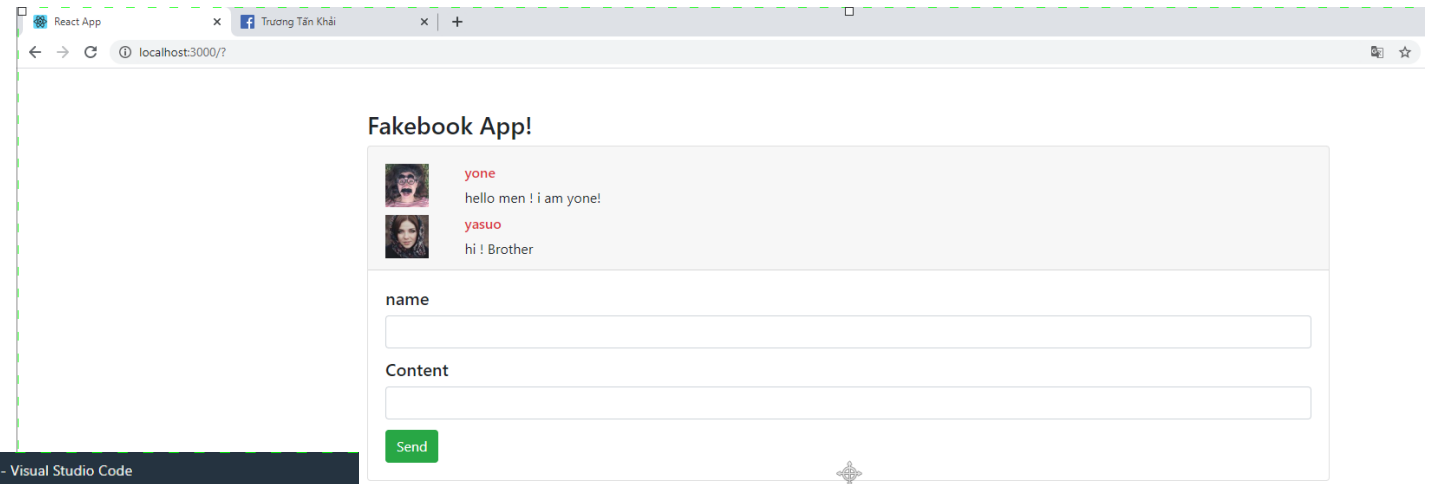 React App
Trương Tấn Khải
localhost:3000/?
Fakebook App!
yone
hello men ! i am yone!
yasuo
hi ! Brother
name
Content
Send
- Visual Studio Code